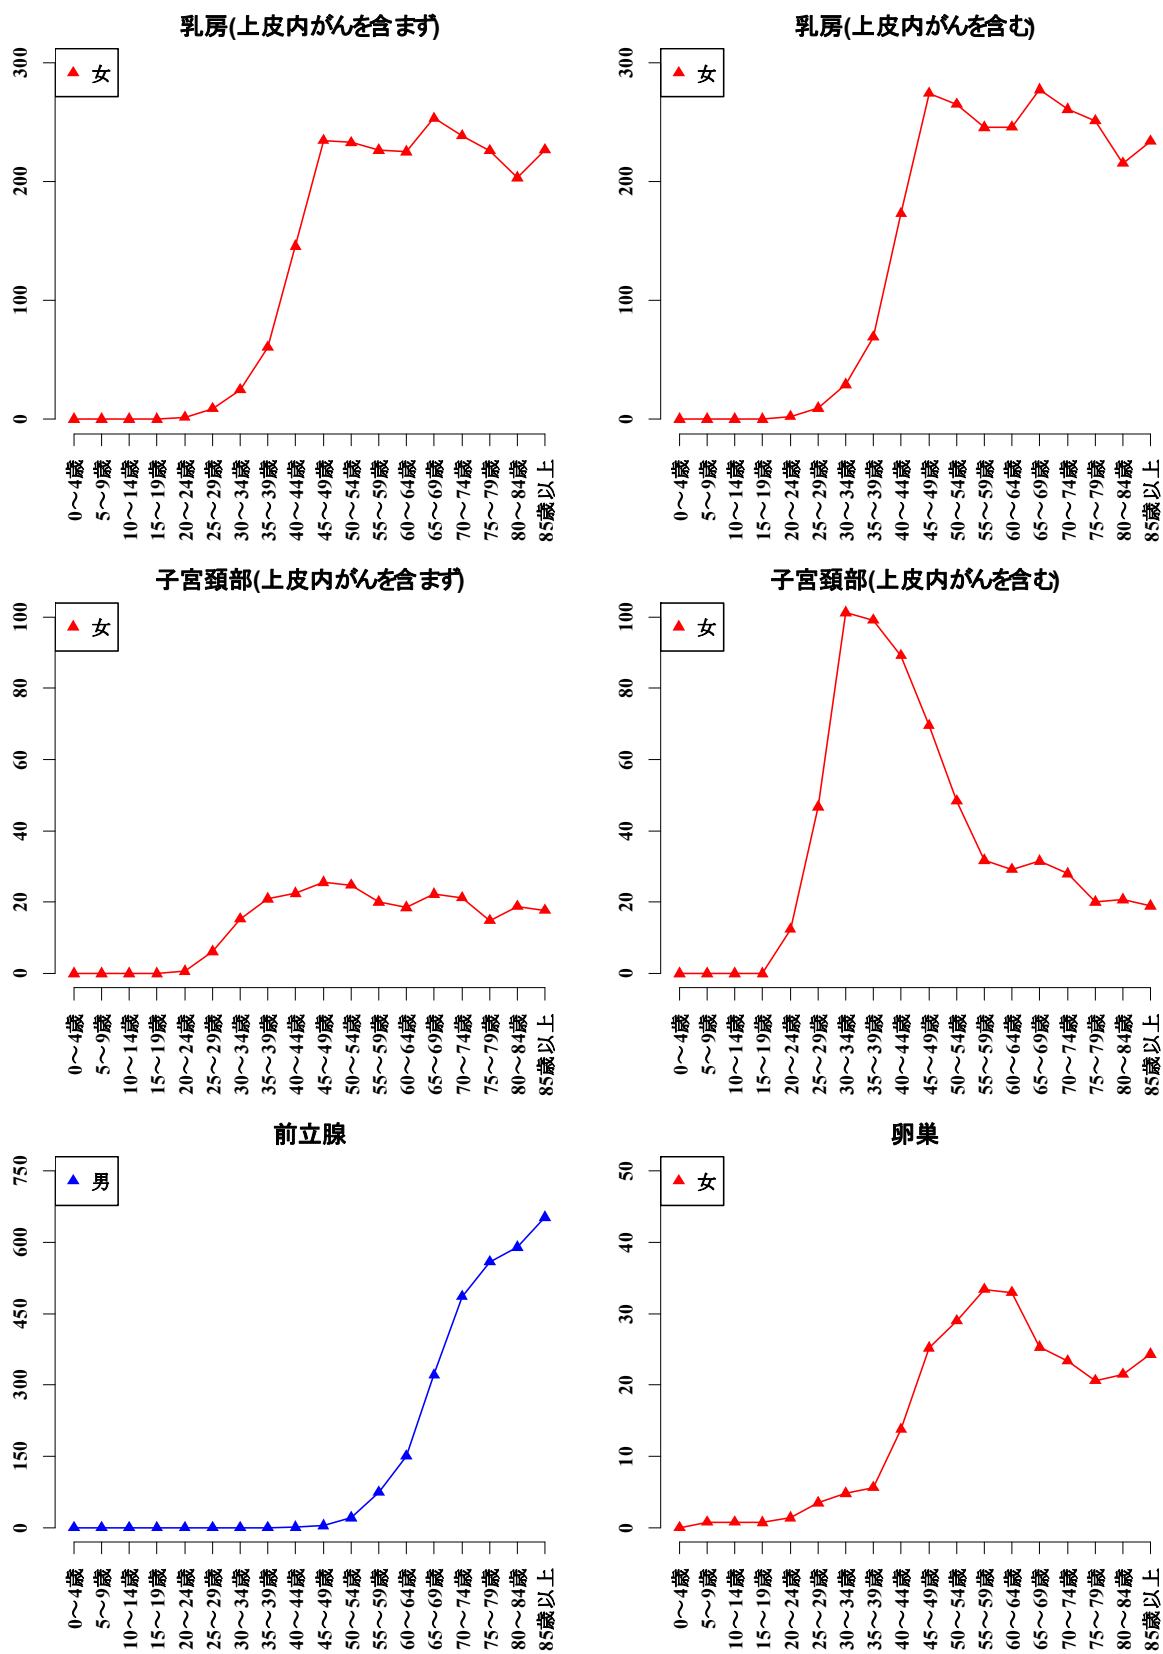 乳房(上皮内がんを含まず)
女
300
200
100
0
0～4歳
5～9歳
10～14歳
15～19歳
20～24歳
25～29歳
30～34歳
35～39歳
40～44歳
45～49歳
50～54歳
55～59歳
60～64歳
65～69歳
70～74歳
75～79歳
80～84歳
85歳以上
乳房(上皮内がんを含む)
女
300
200
100
0
0～4歳
5～9歳
10～14歳
15～19歳
20～24歳
25～29歳
30～34歳
35～39歳
40～44歳
45～49歳
50～54歳
55～59歳
60～64歳
65～69歳
70～74歳
75～79歳
80～84歳
85歳以上
子宮頚部(上皮内がんを含まず)
女
100
80
60
40
20
0
0～4歳
5～9歳
10～14歳
15～19歳
20～24歳
25～29歳
30～34歳
35～39歳
40～44歳
45～49歳
50～54歳
55～59歳
60～64歳
65～69歳
70～74歳
75～79歳
80～84歳
85歳以上
子宮頚部(上皮内がんを含む)
女
100
80
60
40
20
0
0～4歳
5～9歳
10～14歳
15～19歳
20～24歳
25～29歳
30～34歳
35～39歳
40～44歳
45～49歳
50～54歳
55～59歳
60～64歳
65～69歳
70～74歳
75～79歳
80～84歳
85歳以上
前立腺
男
750
600
450
300
150
0
0～4歳
5～9歳
10～14歳
15～19歳
20～24歳
25～29歳
30～34歳
35～39歳
40～44歳
45～49歳
50～54歳
55～59歳
60～64歳
65～69歳
70～74歳
75～79歳
80～84歳
85歳以上
卵巣
女
50
40
30
20
10
0
0～4歳
5～9歳
10～14歳
15～19歳
20～24歳
25～29歳
30～34歳
35～39歳
40～44歳
45～49歳
50～54歳
55～59歳
60～64歳
65～69歳
70～74歳
75～79歳
80～84歳
85歳以上